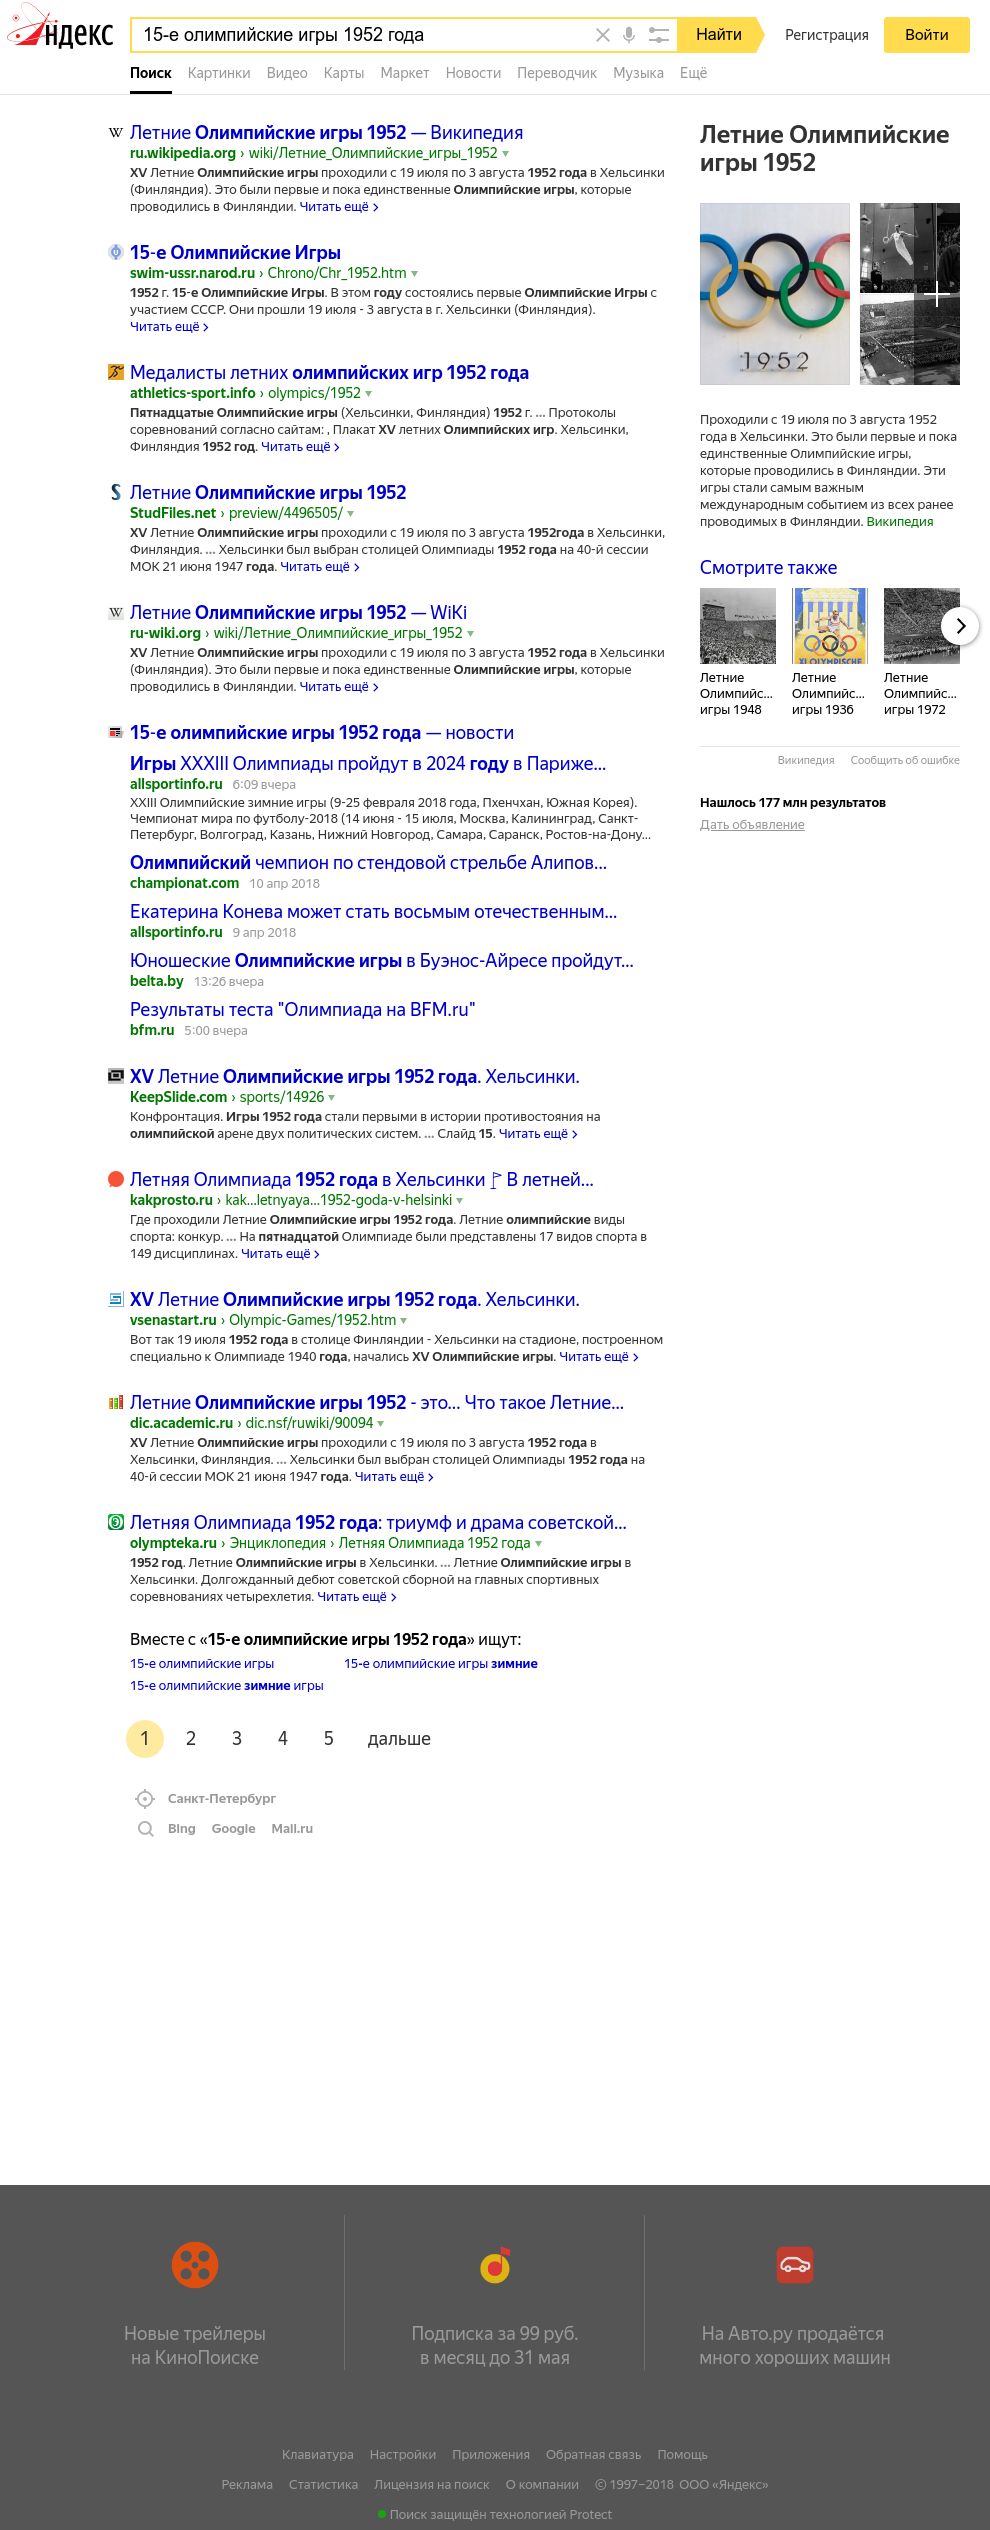 Яндекс
15-е олимпийские игры 1952 года
Найти
Регистрация
Войти
Поиск Картинки Видео Карты Маркет Новости Переводчик Музыка Ещё
Летние Олимпийские игры 1952 — Википедия
ru.wikipedia.org › wiki/Летние_Олимпийские_игры_1952
XV Летние Олимпийские игры проходили с 19 июля по 3 августа 1952 года в Хельсинки
(Финляндия). Это были первые и пока единственные Олимпийские игры, которые
проводились в Финляндии. Читать ещё
15-е Олимпийские Игры
swim-ussr.narod.ru › Chrono/Chr_1952.htm
1952 г. 15-е Олимпийские Игры. В этом году состоялись первые Олимпийские Игры с
участием СССР. Они прошли 19 июля - 3 августа в г. Хельсинки (Финляндия).
Читать ещё
Медалисты летних олимпийских игр 1952 года
athletics-sport.info › olympics/1952
Пятнадцатые Олимпийские игры (Хельсинки, Финляндия) 1952 г. ... Протоколы
соревнований согласно сайтам: , Плакат XV летних Олимпийских игр. Хельсинки,
Финляндия 1952 год. Читать ещё
Летние Олимпийские игры 1952
StudFiles.net › preview/4496505/
XV Летние Олимпийские игры проходили с 19 июля по 3 августа 1952года в Хельсинки,
Финляндия. ... Хельсинки был выбран столицей Олимпиады 1952 года на 40-й сессии
МОК 21 июня 1947 года. Читать ещё
Летние Олимпийские игры 1952 — WiKi
ru-wiki.org › wiki/Летние_Олимпийские_игры_1952
XV Летние Олимпийские игры проходили с 19 июля по 3 августа 1952 года в Хельсинки
(Финляндия). Это были первые и пока единственные Олимпийские игры, которые
проводились в Финляндии. Читать ещё
15-е олимпийские игры 1952 года — новости
Игры XXXIII Олимпиады пройдут в 2024 году в Париже...
allsportinfo.ru 6:09 вчера
XXIII Олимпийские зимние игры (9-25 февраля 2018 года, Пхенчхан, Южная Корея).
Чемпионат мира по футболу-2018 (14 июня - 15 июля, Москва, Калининград, Санкт-
Петербург, Волгоград, Казань, Нижний Новгород, Самара, Саранск, Ростов-на-Дону...
Олимпийский чемпион по стендовой стрельбе Алипов...
championat.com 10 апр 2018
Екатерина Конева может стать восьмым отечественным...
allsportinfo.ru 9 апр 2018
Юношеские Олимпийские игры в Буэнос-Айресе пройдут...
belta.by 13:26 вчера
Результаты теста "Олимпиада на BFM.ru"
bfm.ru 5:00 вчера
XV Летние Олимпийские игры 1952 года. Хельсинки.
KeepSlide.com › sports/14926
Конфронтация. Игры 1952 года стали первыми в истории противостояния на
олимпийской арене двух политических систем. ... Слайд 15. Читать ещё
Летняя Олимпиада 1952 года в Хельсинки В летней...
kakprosto.ru › kak...letnyaya...1952-goda-v-helsinki
Где проходили Летние Олимпийские игры 1952 года. Летние олимпийские виды
спорта: конкур. ... На пятнадцатой Олимпиаде были представлены 17 видов спорта в
149 дисциплинах. Читать ещё
XV Летние Олимпийские игры 1952 года. Хельсинки.
vsenastart.ru › Olympic-Games/1952.htm
Вот так 19 июля 1952 года в столице Финляндии - Хельсинки на стадионе, построенном
специально к Олимпиаде 1940 года, начались XV Олимпийские игры. Читать ещё
Летние Олимпийские игры 1952 - это... Что такое Летние...
dic.academic.ru › dic.nsf/ruwiki/90094
XV Летние Олимпийские игры проходили с 19 июля по 3 августа 1952 года в
Хельсинки, Финляндия. ... Хельсинки был выбран столицей Олимпиады 1952 года на
40-й сессии МОК 21 июня 1947 года. Читать ещё
Летняя Олимпиада 1952 года: триумф и драма советской...
olympteka.ru › Энциклопедия › Летняя Олимпиада 1952 года
1952 год. Летние Олимпийские игры в Хельсинки. ... Летние Олимпийские игры в
Хельсинки. Долгожданный дебют советской сборной на главных спортивных
соревнованиях четырехлетия. Читать ещё
Вместе с «15-е олимпийские игры 1952 года» ищут:
15-е олимпийские игры 15-е олимпийские игры зимние
15-е олимпийские зимние игры
1 2 3 4 5 дальше
Санкт-Петербург
Bing Google Mail.ru
Летние Олимпийские
игры 1952
1952
Проходили с 19 июля по 3 августа 1952
года в Хельсинки. Это были первые и пока
единственные Олимпийские игры,
которые проводились в Финляндии. Эти
игры стали самым важным
международным событием из всех ранее
проводимых в Финляндии. Википедия
Смотрите также
XI.OLYMPISCHE
Летние Олимпийс... игры 1948
Летние Олимпийс... игры 1936
Летние Олимпийс... игры 1972
Википедия Сообщить об ошибке
Нашлось 177 млн результатов
Дать объявление
Новые трейлеры
на КиноПоиске
Подписка за 99 руб.
в месяц до 31 мая
На Авто.ру продаётся
много хороших машин
Клавиатура Настройки Приложения Обратная связь Помощь
Реклама Статистика Лицензия на поиск О компании © 1997–2018 ООО «Яндекс»
Поиск защищён технологией Protect